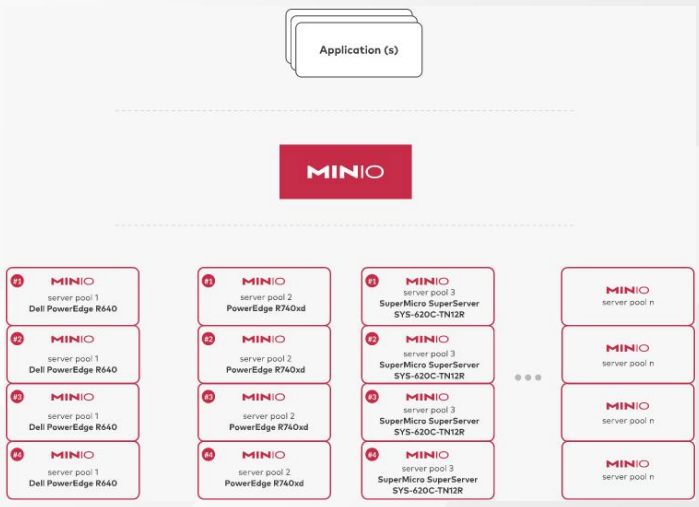 Application (s)
MINIO
#1
MINIO
server pool 1
Dell PowerEdge R640
#2
MINIO
server pool 1
Dell PowerEdge R640
#3
MINIO
server pool 1
Dell PowerEdge R640
#4
MINIO
server pool 1
Dell PowerEdge R640
#1
MINIO
server pool 2
PowerEdge R740xd
#2
MINIO
server pool 2
PowerEdge R740xd
#3
MINIO
server pool 2
PowerEdge R740xd
#4
MINIO
server pool 2
PowerEdge R740xd
#1
MINIO
server pool 3
SuperMicro SuperServer
SYS-620C-TN12R
#2
MINIO
server pool 3
SuperMicro SuperServer
SYS-620C-TN12R
#3
MINIO
server pool 3
SuperMicro SuperServer
SYS-620C-TN12R
#4
MINIO
server pool 3
SuperMicro SuperServer
SYS-620C-TN12R
MINIO
server pool n
MINIO
server pool n
MINIO
server pool n
MINIO
server pool n